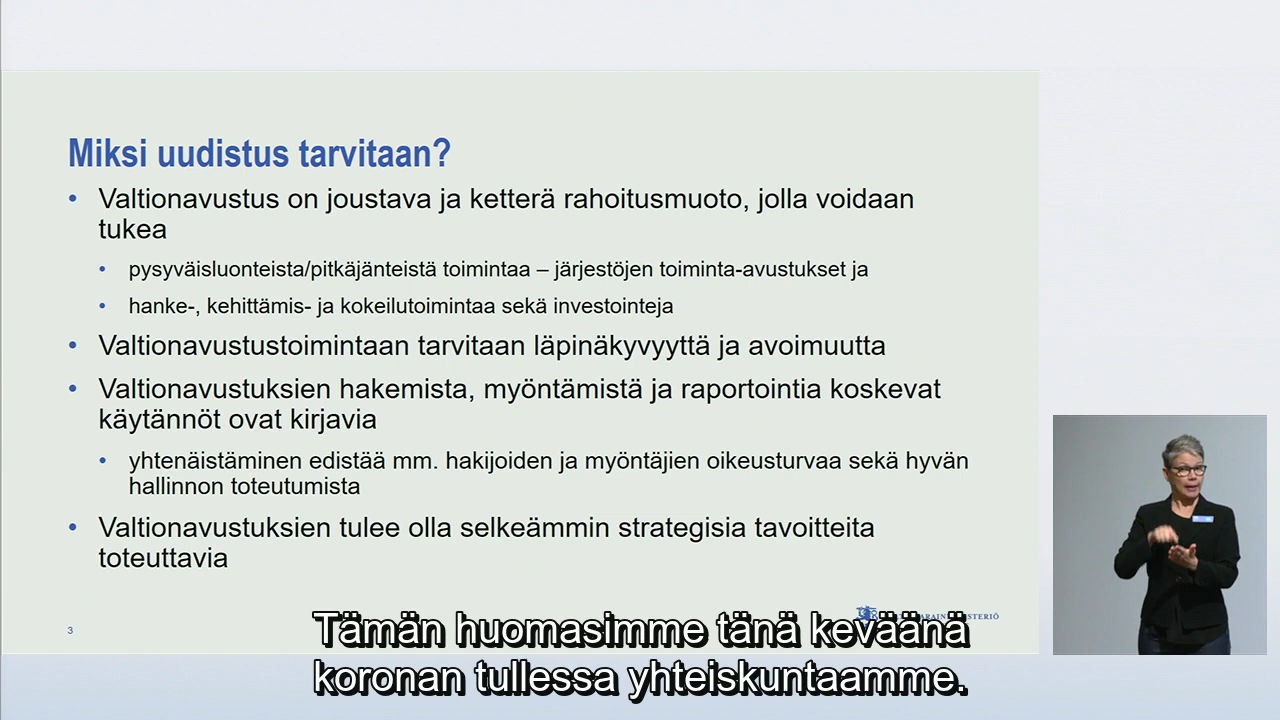 Miksi uudistus tarvitaan?
• Valtionavustus on joustava ja ketterä rahoitusmuoto, jolla voidaan
tukea
• pysyväisluonteista/pitkäjänteistä toimintaa – järjestöjen toiminta-avustukset ja
• hanke-, kehittämis- ja kokeilutoimintaa sekä investointeja
• Valtionavustustoimintaan tarvitaan läpinäkyvyyttä ja avoimuutta
• Valtionavustuksien hakemista, myöntämistä ja raportointia koskevat
käytännöt ovat kirjavia
• yhtenäistäminen edistää mm. hakijoiden ja myöntäjien oikeusturvaa sekä hyvän
hallinnon toteutumista
• Valtionavustuksien tulee olla selkeämmin strategisia tavoitteita
toteuttavia
3
Tämän huomasimme tänä keväänä
koronan tullessa yhteiskuntaamme.